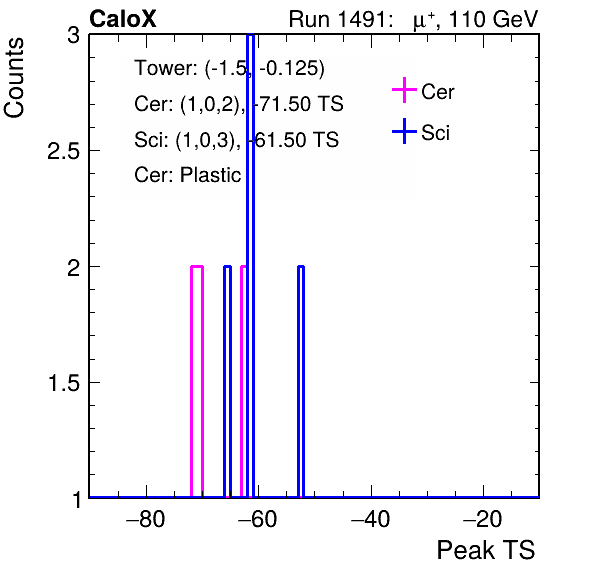 CaloX Run 1491: μ⁺, 110 GeV
Counts
3
2.5
2
1.5
1
Tower: (-1.5, -0.125)
Cer: (1,0,2), -71.50 TS
Sci: (1,0,3), -61.50 TS
Cer: Plastic
Cer
Sci
−80 −60 −40 −20
Peak TS